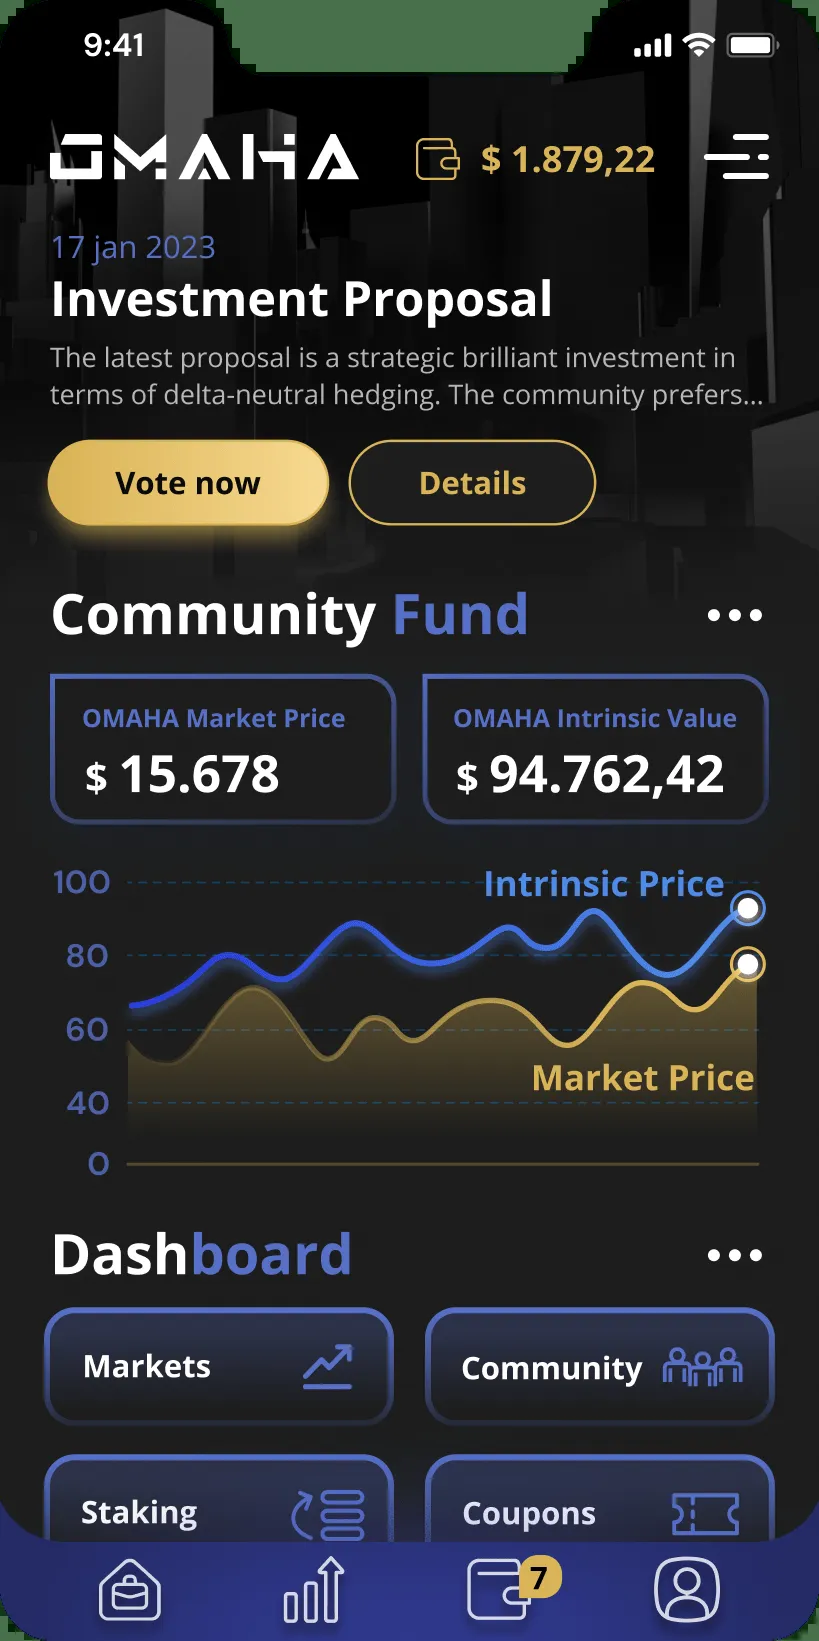 9:41
OMAHA
$ 1.879,22
17 jan 2023
Investment Proposal
The latest proposal is a strategic brilliant investment in
terms of delta-neutral hedging. The community prefers...
Vote now
Details
Community Fund
OMAHA Market Price
$ 15.678
OMAHA Intrinsic Value
$ 94.762,42
100
Intrinsic Price
80
60
Market Price
40
0
Dashboard
Markets
Community
Staking
Coupons
7